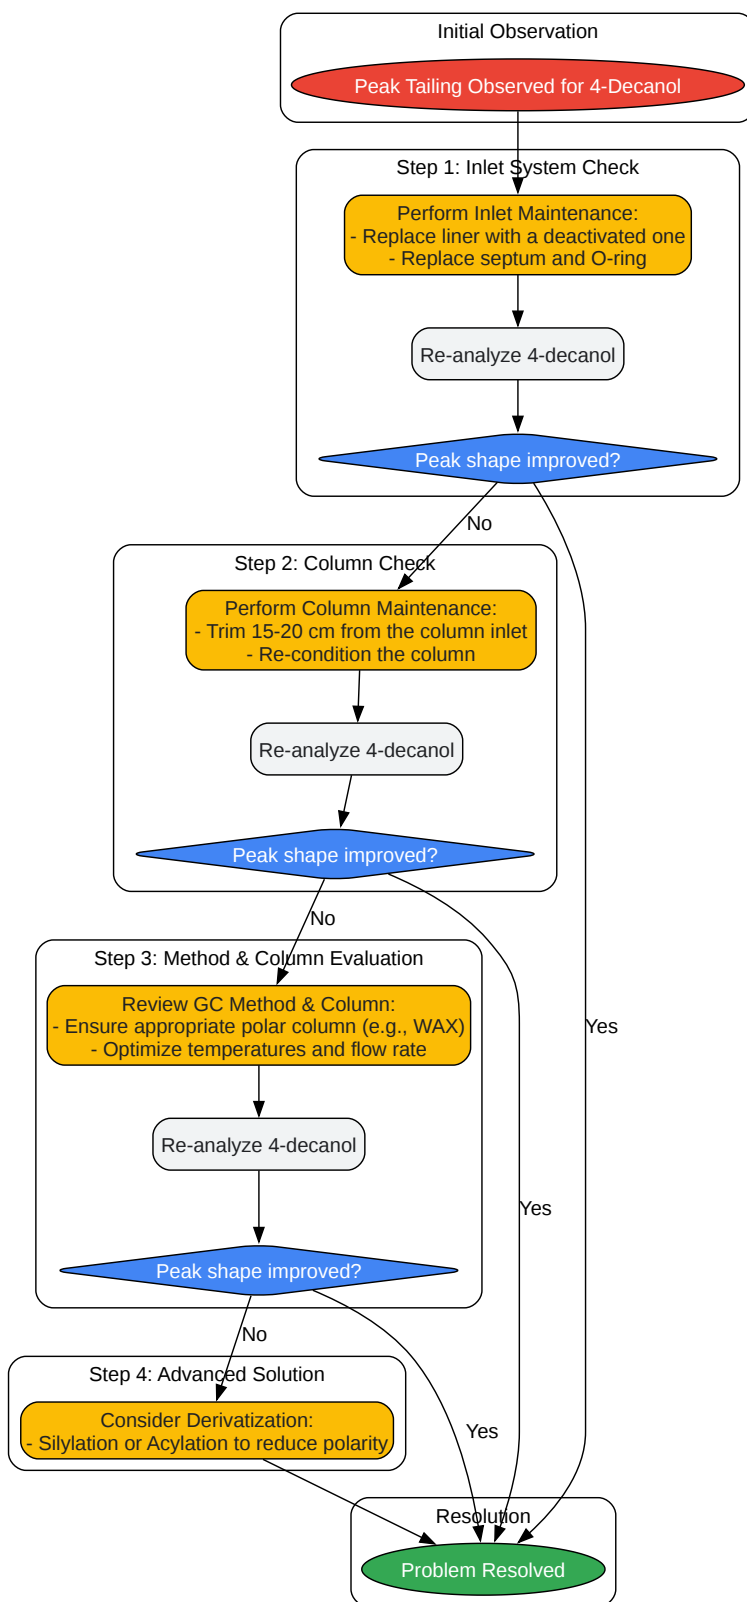 Initial Observation
Peak Tailing Observed for 4-Decanol
Step 1: Inlet System Check
Perform Inlet Maintenance:
- Replace liner with a deactivated one
- Replace septum and O-ring
Re-analyze 4-decanol
Peak shape improved?
No
Step 2: Column Check
Perform Column Maintenance:
- Trim 15-20 cm from the column inlet
- Re-condition the column
Re-analyze 4-decanol
Peak shape improved?
No
Step 3: Method & Column Evaluation
Review GC Method & Column:
- Ensure appropriate polar column (e.g., WAX)
- Optimize temperatures and flow rate
Yes
Re-analyze 4-decanol
Yes
Peak shape improved?
No
Step 4: Advanced Solution
Consider Derivatization:
- Silylation or Acylation to reduce polarity
Yes
Resolution
Problem Resolved